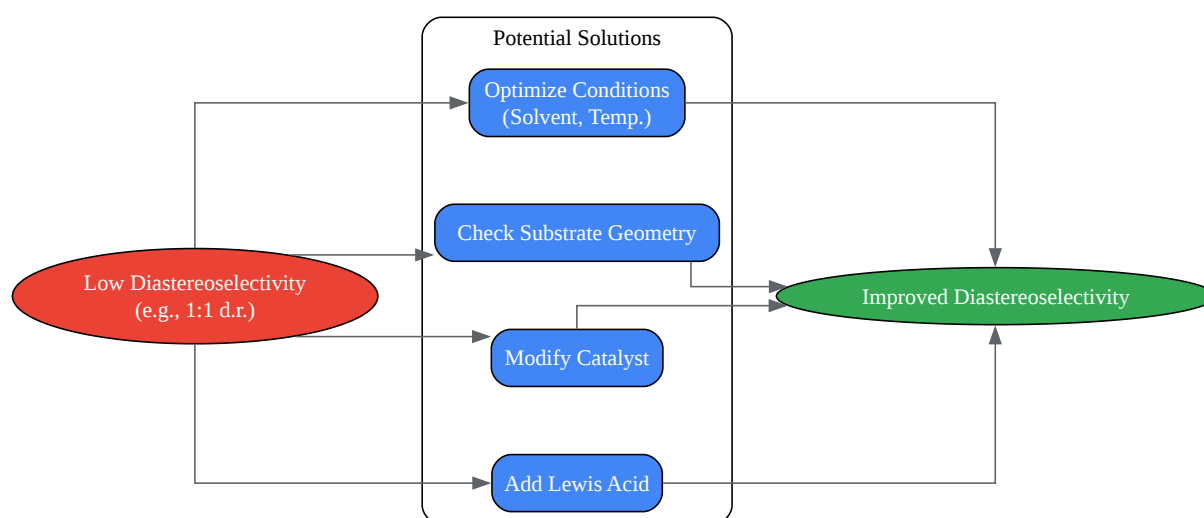 Potential Solutions
Optimize Conditions
(Solvent, Temp.)
Check Substrate Geometry
Low Diastereoselectivity
(e.g., 1:1 d.r.)
Improved Diastereoselectivity
Modify Catalyst
Add Lewis Acid